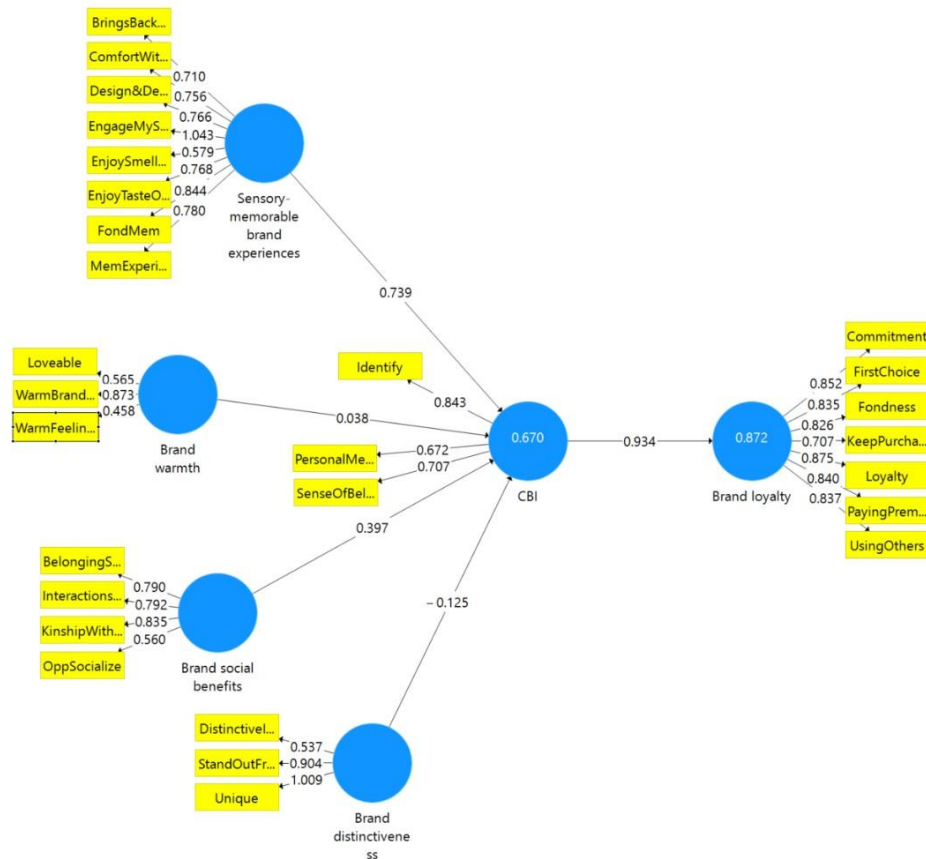 BringsBack...
ComfortWit...
Design&De...
EngageMyS...
EnjoySmell...
EnjoyTasteO...
FondMem
MemExperi...
0.710
0.756
0.766
1.043
0.579
0.768
0.844
0.780
Sensory-
memorable
brand
experiences
0.739
Loveable
WarmBrand...
WarmFeelin...
0.565
0.873
0.458
Brand
warmth
0.038
Identify
0.843
PersonalMe...
SenseOfBel...
0.672
0.707
0.670
CBI
0.934
0.872
Brand loyalty
Commitment
FirstChoice
Fondness
KeepPurcha...
Loyalty
PayingPrem...
UsingOthers
0.852
0.835
0.826
0.707
0.875
0.840
0.837
0.397
BelongingS...
Interactions...
KinshipWith...
OppSocialize
0.790
0.792
0.835
0.560
Brand social
benefits
−0.125
Distinctivel...
StandOutFr...
Unique
0.537
0.904
1.009
Brand
distinctivene
ss